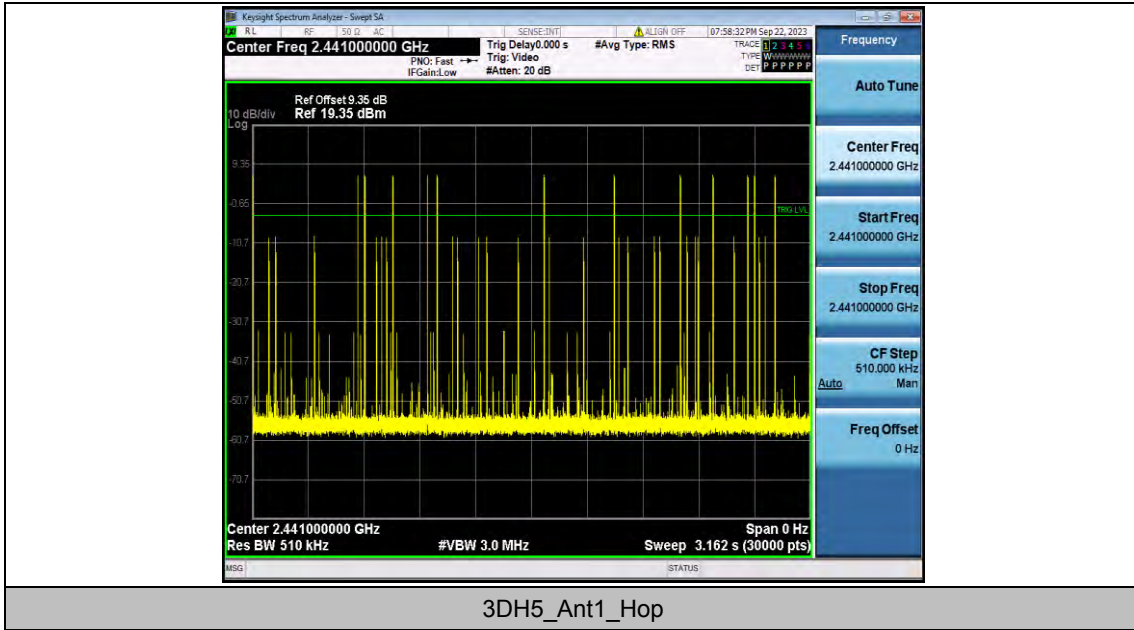 Keysight Spectrum Analyzer - Swept SA
RL RF 50 Ω AC SENSE:INT ALIGN OFF 07:58:32 PM Sep 22, 2023
Center Freq 2.441000000 GHz
PNO: Fast
IFGain:Low
Trig Delay0.000 s
Trig: Video
#Atten: 20 dB
#Avg Type: RMS
TRACE 1 2 3 4 5 6
TYPE WWWWWW
DET P P P P P P
Ref Offset 9.35 dB
10 dB/div Ref 19.35 dBm
Log
9.35
-0.65
TRIG LVL
-10.7
-20.7
-30.7
-40.7
-50.7
-60.7
-70.7
Center 2.441000000 GHz Span 0 Hz
Res BW 510 kHz #VBW 3.0 MHz Sweep 3.162 s (30000 pts)
MSG STATUS
Frequency
Auto Tune
Center Freq
2.441000000 GHz
Start Freq
2.441000000 GHz
Stop Freq
2.441000000 GHz
CF Step
510.000 kHz
Auto Man
Freq Offset
0 Hz
3DH5_Ant1_Hop